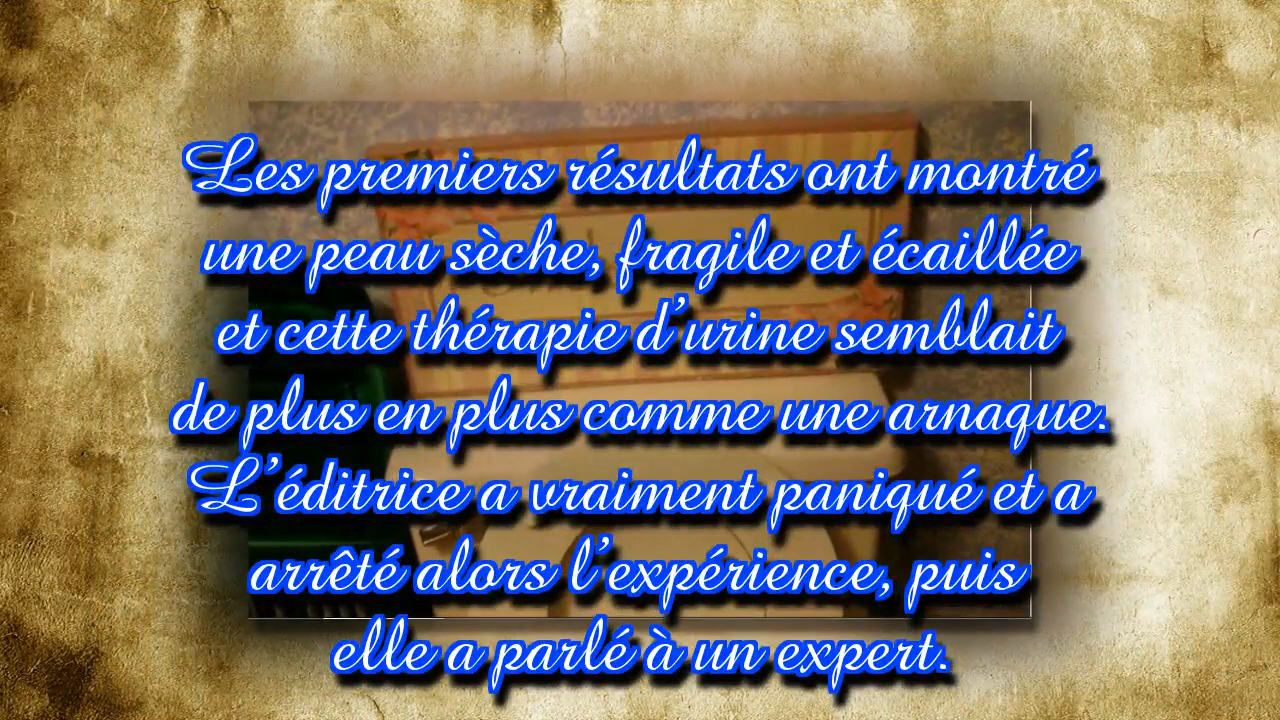 Les premiers résultats ont montré
une peau sèche, fragile et écaillée
et cette thérapie d'urine semblait
de plus en plus comme une arnaque.
L'éditrice a vraiment paniqué et a
arrêté alors l'expérience, puis
elle a parlé à un expert.